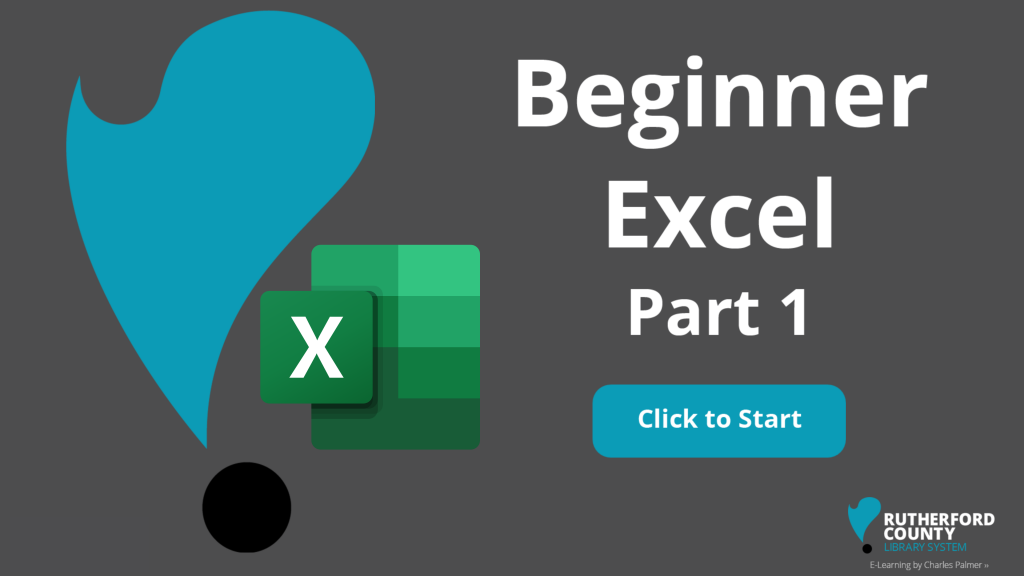 Beginner
Excel
Part 1
X
Click to Start
RUTHERFORD
COUNTY
LIBRARY SYSTEM
E-Learning by Charles Palmer »